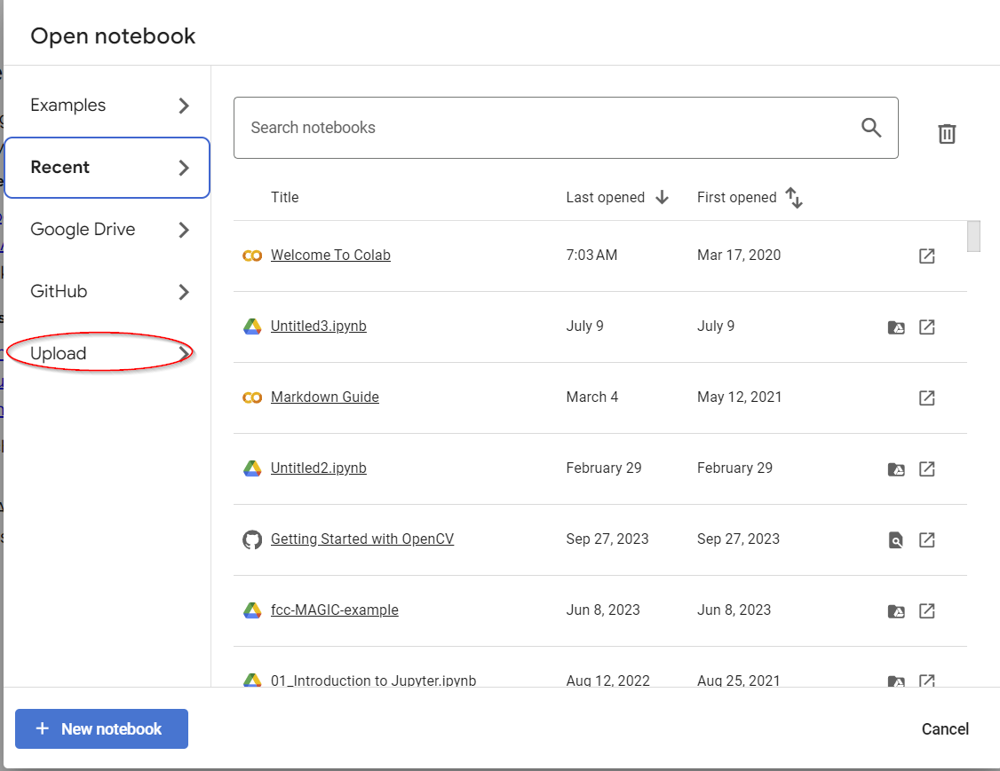 Open notebook
Examples
Recent
Google Drive
GitHub
Upload
Search notebooks
Title Last opened First opened
Welcome To Colab 7:03 AM Mar 17, 2020
Untitled3.ipynb July 9 July 9
Markdown Guide March 4 May 12, 2021
Untitled2.ipynb February 29 February 29
Getting Started with OpenCV Sep 27, 2023 Sep 27, 2023
fcc-MAGIC-example Jun 8, 2023 Jun 8, 2023
01_Introduction to Jupyter.ipynb Aug 12, 2022 Aug 25, 2021
+ New notebook
Cancel